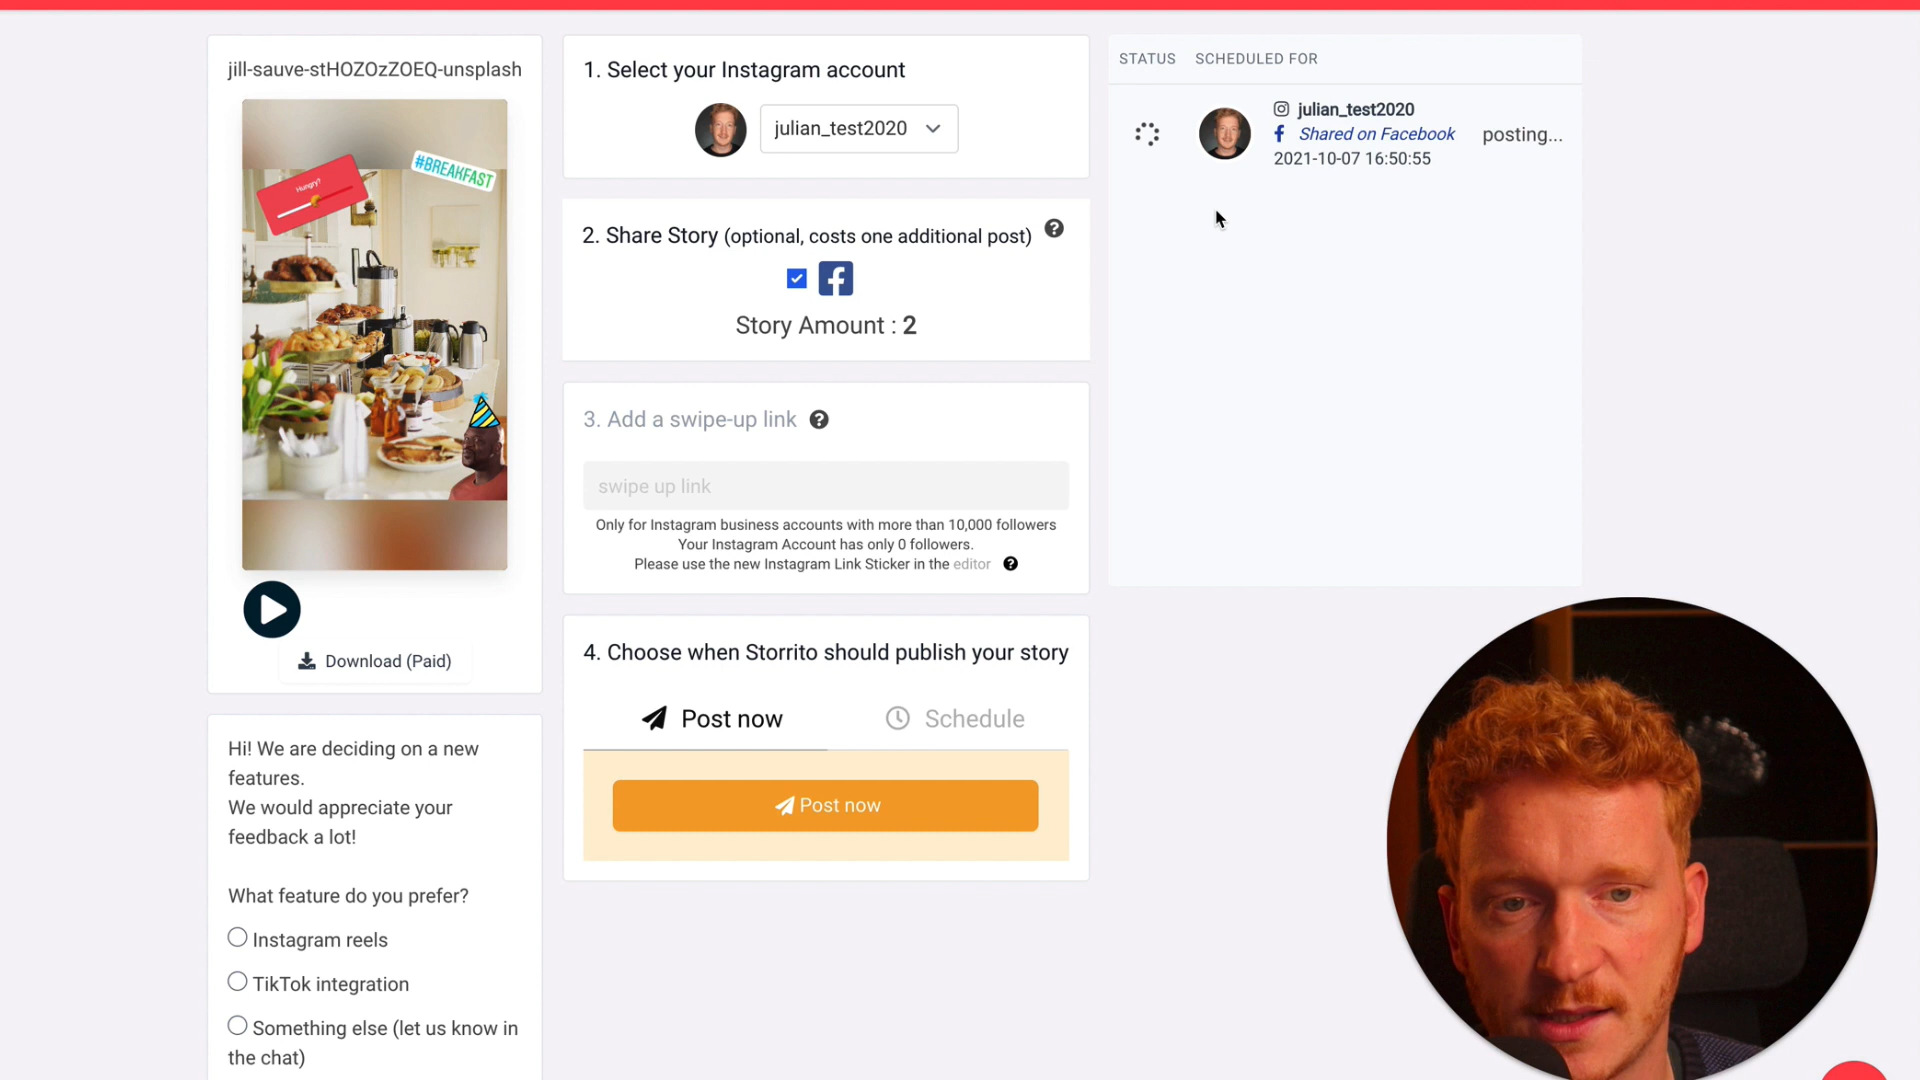 jill-sauve-stHOZOzZOEQ-unsplash
Hungry?
#BREAKFAST
Download (Paid)
Hi! We are deciding on a new
features.
We would appreciate your
feedback a lot!
What feature do you prefer?
Instagram reels
TikTok integration
Something else (let us know in
the chat)
1. Select your Instagram account
julian_test2020
2. Share Story (optional, costs one additional post)
Story Amount : 2
3. Add a swipe-up link
swipe up link
Only for Instagram business accounts with more than 10,000 followers
Your Instagram Account has only 0 followers.
Please use the new Instagram Link Sticker in the editor
4. Choose when Storrito should publish your story
Post now
Schedule
Post now
STATUS SCHEDULED FOR
julian_test2020
Shared on Facebook
posting...
2021-10-07 16:50:55